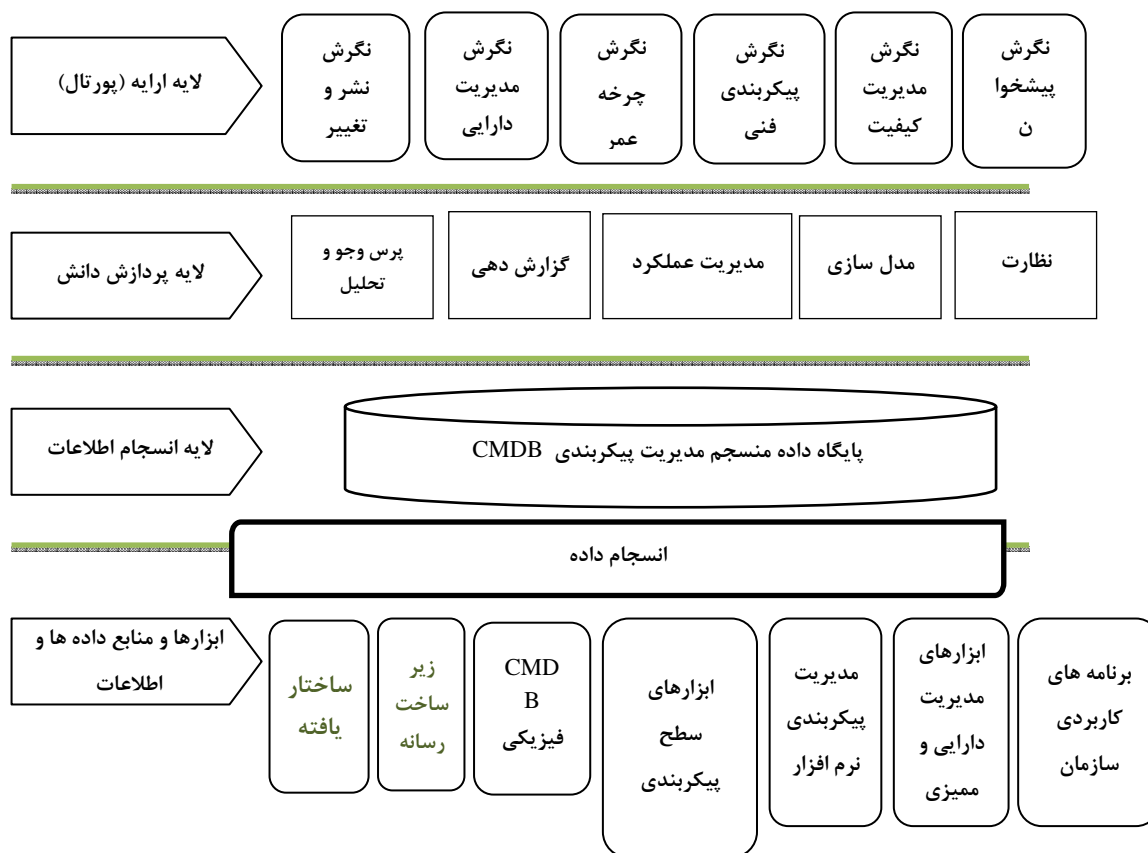 لایه ارایه (پورتال)
نگرش
نشر و
تغییر
نگرش
مدیریت
دارایی
نگرش
چرخه
عمر
نگرش
پیکربندی
فنی
نگرش
مدیریت
کیفیت
نگرش
پیشخوا
ن
لایه پردازش دانش
پرس وجو و
تحلیل
گزارش دهی
مدیریت عملکرد
مدل سازی
نظارت
لایه انسجام اطلاعات
پایگاه داده منسجم مدیریت پیکربندی CMDB
انسجام داده
ابزارها و منابع داده ها و
اطلاعات
ساختار
یافته
زیر
ساخت
رسانه
CMD
B
فیزیکی
ابزارهای
سطح
پیکربندی
مدیریت
پیکربندی
نرم افزار
ابزارهای
مدیریت
دارایی و
ممیزی
برنامه های
کاربردی
سازمان